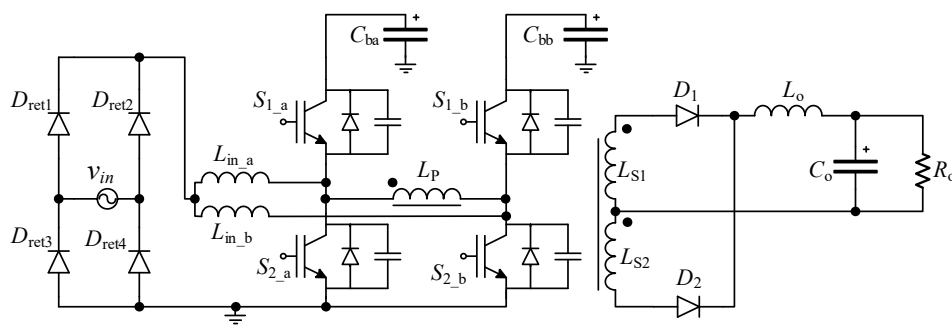 +
+
C_ba
C_bb
D_ret1
D_ret2
S_1_a
S_1_b
D_1
L_o
L_in_a
L_P
+
v_in
L_S1
C_o
R_o
L_in_b
D_ret3
D_ret4
S_2_a
S_2_b
L_S2
D_2